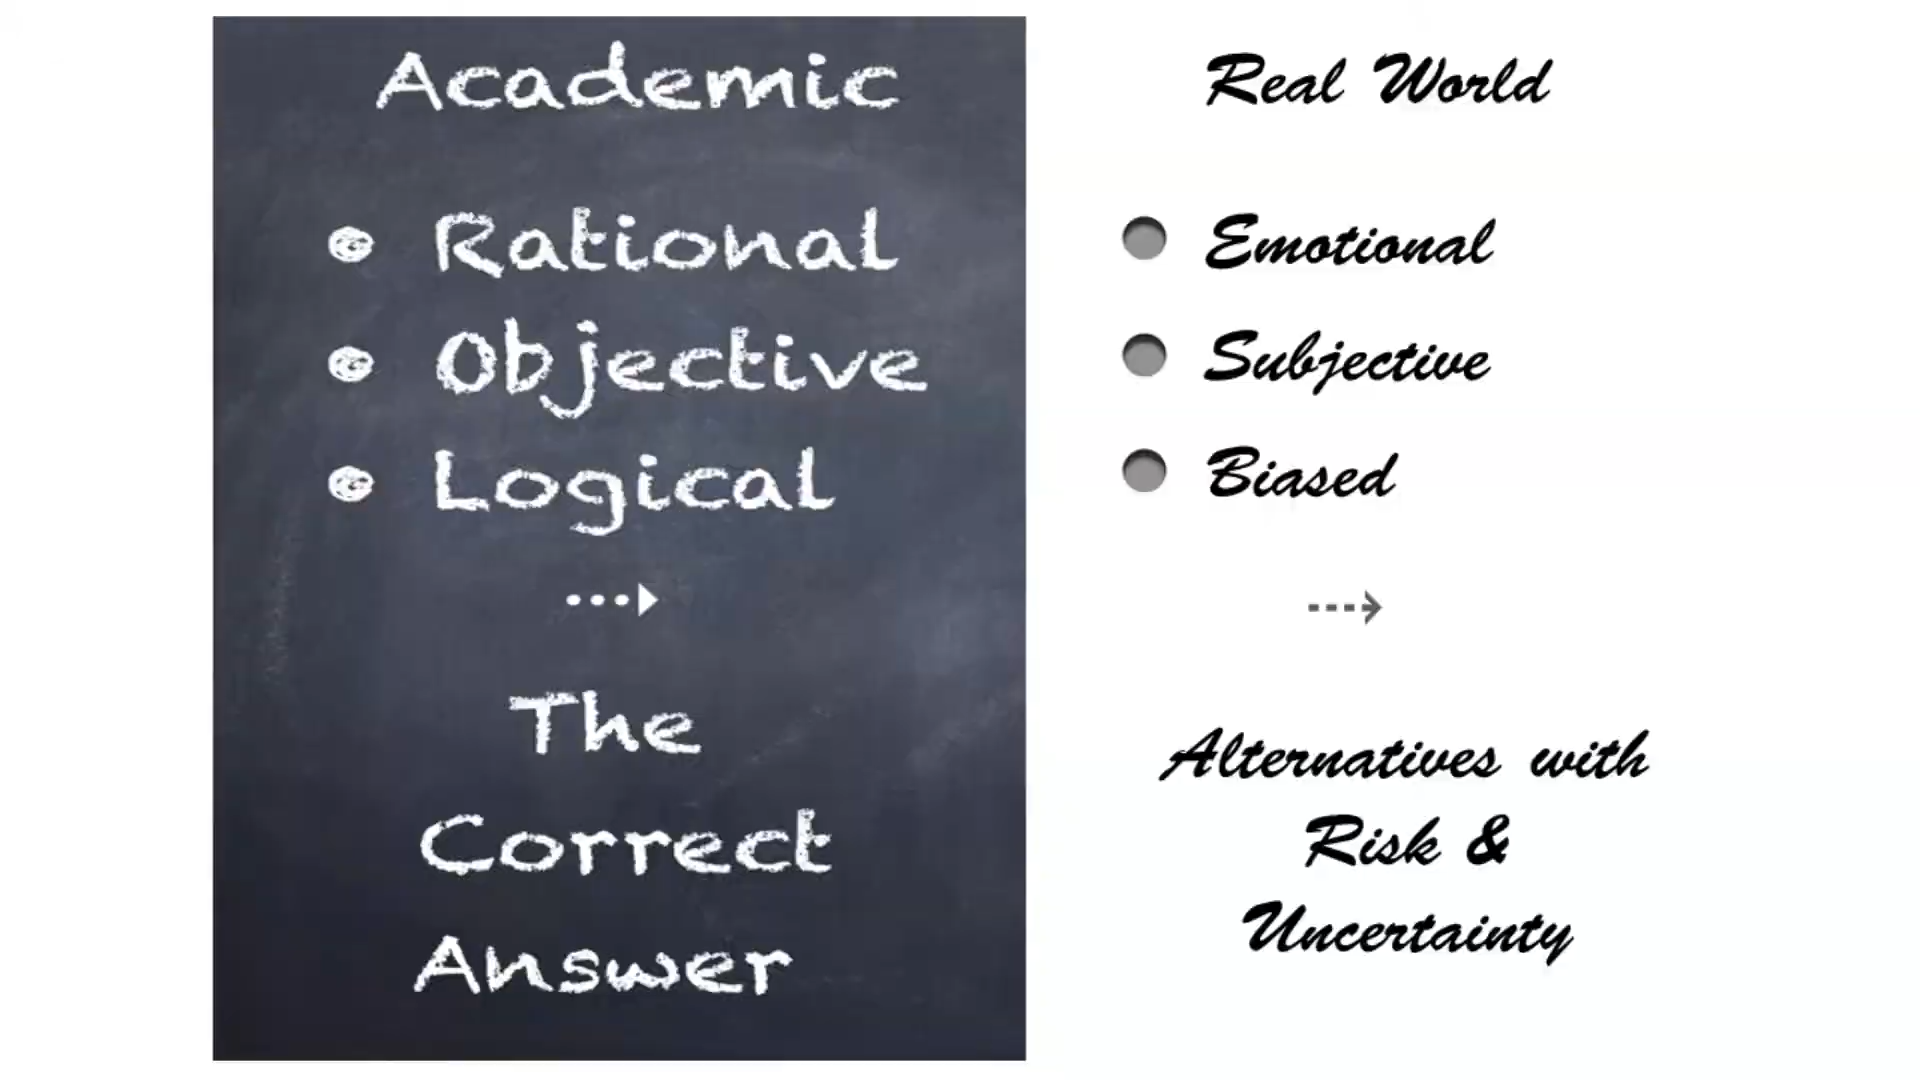 Academic
• Rational
• Objective
• Logical
The
Correct
Answer
Real World
• Emotional
• Subjective
• Biased
Alternatives with
Risk &
Uncertainty